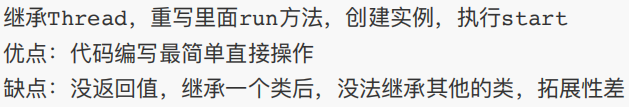 继承Thread，重写里面run方法，创建实例，执行start
优点：代码编写最简单直接操作
缺点：没返回值，继承一个类后，没法继承其他的类，拓展性差